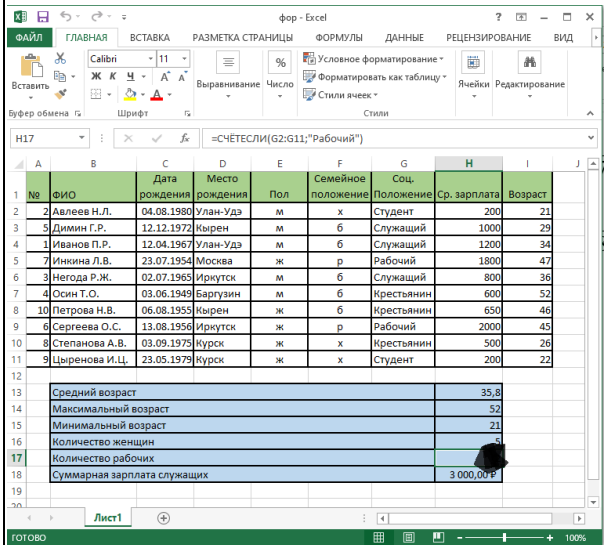 фор - Excel
ФАЙЛ ГЛАВНАЯ ВСТАВКА РАЗМЕТКА СТРАНИЦЫ ФОРМУЛЫ ДАННЫЕ РЕЦЕНЗИРОВАНИЕ ВИД
Вставить
Calibri 11
Ж К Ч
Выравнивание
Число
Условное форматирование
Форматировать как таблицу
Стили ячеек
Ячейки
Редактирование
Буфер обмена Шрифт Стили
H17 =СЧЁТЕСЛИ(G2:G11;"Рабочий")
A B C D E F G H I J
1 № ФИО Дата рождения Место рождения Пол Семейное положение Соц. Положение Ср. зарплата Возраст
2 2 Авлеев Н.Л. 04.08.1980 Улан-Удэ м х Студент 200 21
3 5 Димин Г.Р. 12.12.1972 Кырен м б Служащий 1000 29
4 1 Иванов П.Р. 12.04.1967 Улан-Удэ м б Служащий 1200 34
5 7 Инкина Л.В. 23.07.1954 Москва ж р Рабочий 1800 47
6 3 Негода Р.Ж. 02.07.1965 Иркутск м б Служащий 800 36
7 4 Осин Т.О. 03.06.1949 Баргузин м б Крестьянин 600 52
8 10 Петрова Н.В. 06.08.1955 Кырен ж б Крестьянин 650 46
9 6 Сергеева О.С. 13.08.1956 Иркутск ж р Рабочий 2000 45
10 8 Степанова А.В. 03.09.1975 Курск ж х Крестьянин 500 26
11 9 Цыренова И.Ц. 23.05.1979 Курск ж х Студент 200 22
12
13 Средний возраст 35,8
14 Максимальный возраст 52
15 Минимальный возраст 21
16 Количество женщин 5
17 Количество рабочих
18 Суммарная зарплата служащих 3 000,00 ₽
19
Лист1
ГОТОВО 100%